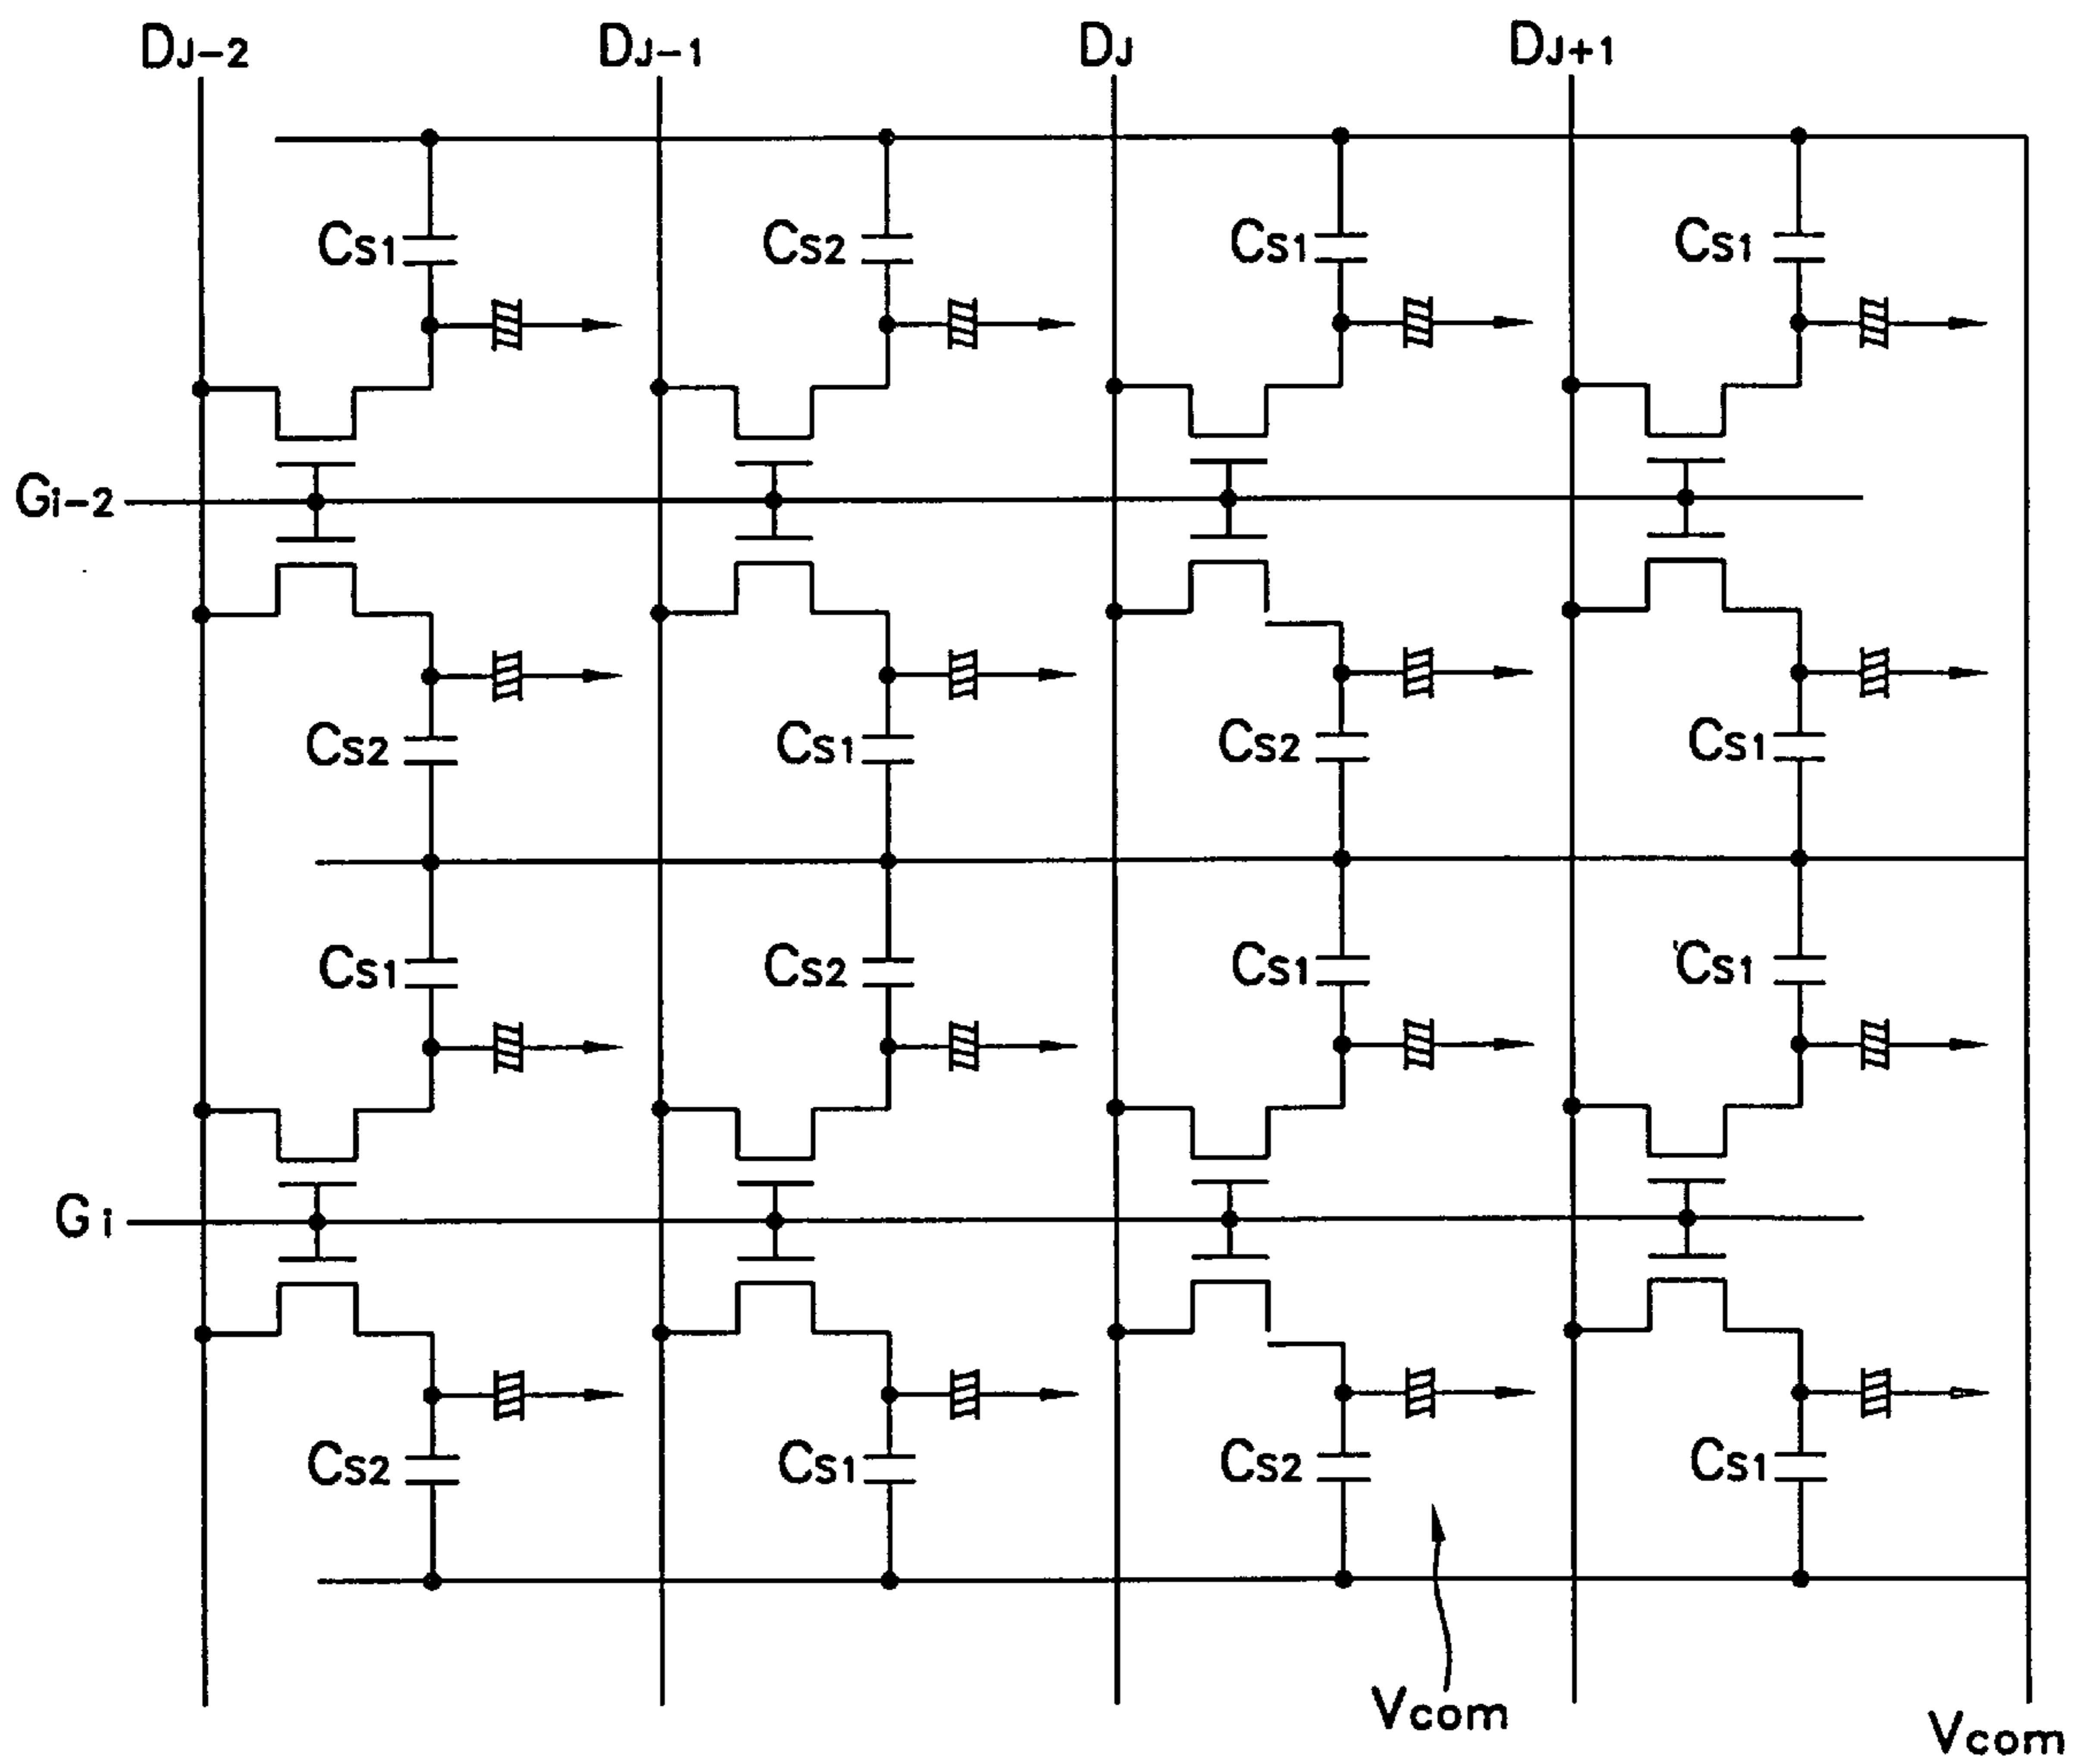 DJ-2 DJ-1 DJ DJ+1
CS1 CS2 CS1 CS1
Gi-2
CS2 CS1 CS2 CS1
CS1 CS2 CS1 CS1
Gi
CS2 CS1 CS2 CS1
Vcom Vcom